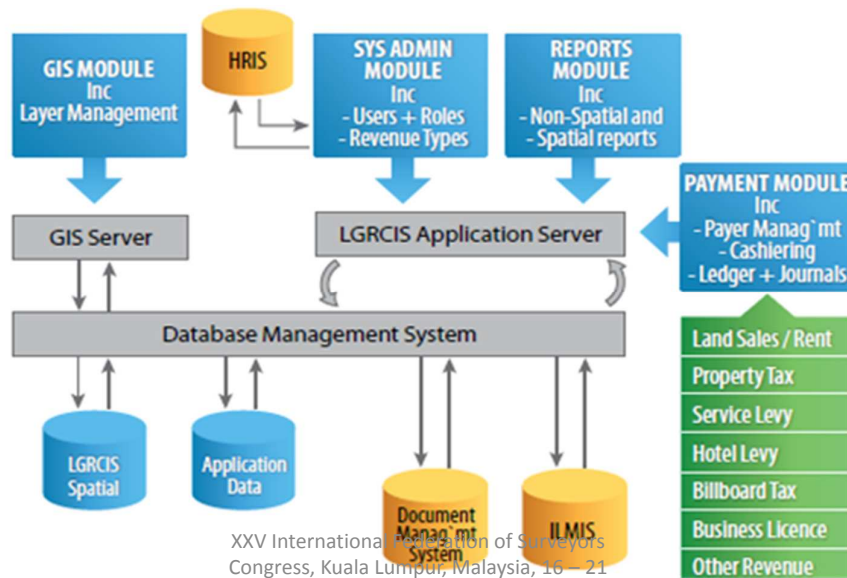 GIS MODULE
Inc
Layer Management
HRIS
SYS ADMIN
MODULE
Inc
- Users + Roles
- Revenue Types
REPORTS
MODULE
Inc
- Non-Spatial and
- Spatial reports
PAYMENT MODULE
Inc
- Payer Manag`mt
- Cashiering
- Ledger + Journals
GIS Server
LGRCIS Application Server
Database Management System
LGRCIS
Spatial
Application
Data
Document
Manag`mt
System
ILMIS
Land Sales / Rent
Property Tax
Service Levy
Hotel Levy
Billboard Tax
Business Licence
Other Revenue
XXV International Federation of Surveyors
Congress, Kuala Lumpur, Malaysia, 16 – 21